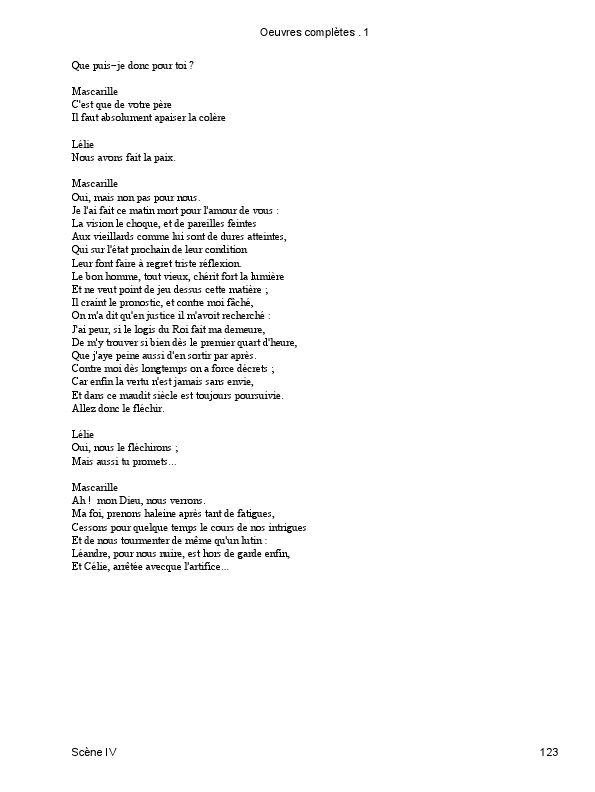 Oeuvres complètes . 1
Que puis-je donc pour toi ?
Mascarille
C'est que de votre père
Il faut absolument apaiser la colère
Lélie
Nous avons fait la paix.
Mascarille
Oui, mais non pas pour nous.
Je l'ai fait ce matin mort pour l'amour de vous :
La vision le choque, et de pareilles feintes
Aux vieillards comme lui sont de dures atteintes,
Qui sur l'état prochain de leur condition
Leur font faire à regret triste réflexion.
Le bon homme, tout vieux, chérit fort la lumière
Et ne veut point de jeu dessus cette matière ;
Il craint le pronostic, et contre moi fâché,
On m'a dit qu'en justice il m'avoit recherché :
J'ai peur, si le logis du Roi fait ma demeure,
De m'y trouver si bien dès le premier quart d'heure,
Que j'aye peine aussi d'en sortir par après.
Contre moi dès longtemps on a force décrets ;
Car enfin la vertu n'est jamais sans envie,
Et dans ce maudit siècle est toujours poursuivie.
Allez donc le fléchir.
Lélie
Oui, nous le fléchirons ;
Mais aussi tu promets...
Mascarille
Ah ! mon Dieu, nous verrons.
Ma foi, prenons haleine après tant de fatigues,
Cessons pour quelque temps le cours de nos intrigues
Et de nous tourmenter de même qu'un lutin :
Léandre, pour nous nuire, est hors de garde enfin,
Et Célie, arrêtée avecque l'artifice...
Scène IV
123